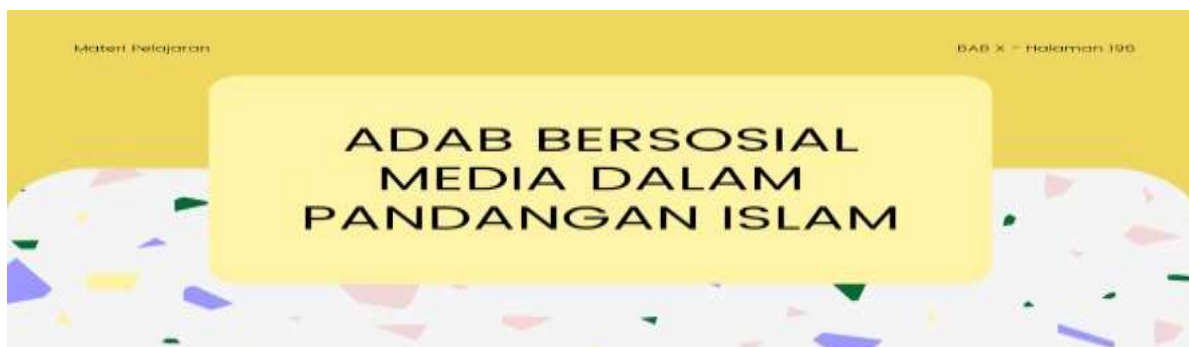 Materi Pelajaran
BAB X - Halaman 196
ADAB BERSOSIAL
MEDIA DALAM
PANDANGAN ISLAM